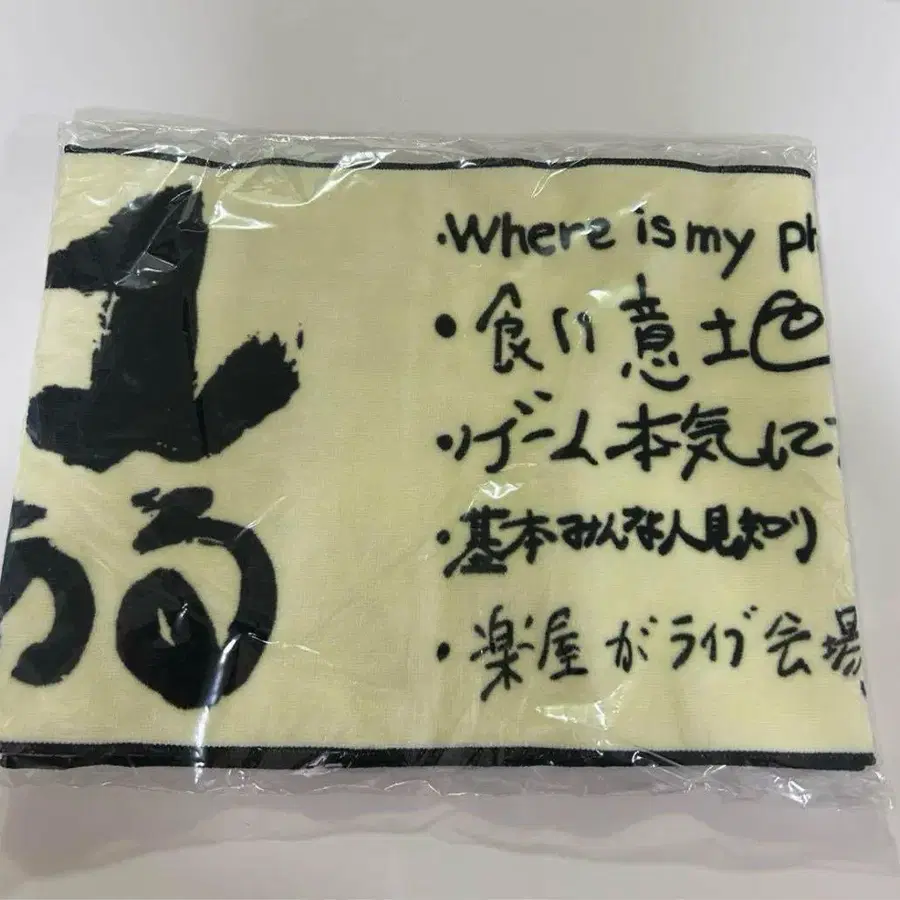 ・Where is my ph
・食い意地
・ゲーム本気に
・基本みんな人見知り
・楽屋がライブ会場
る